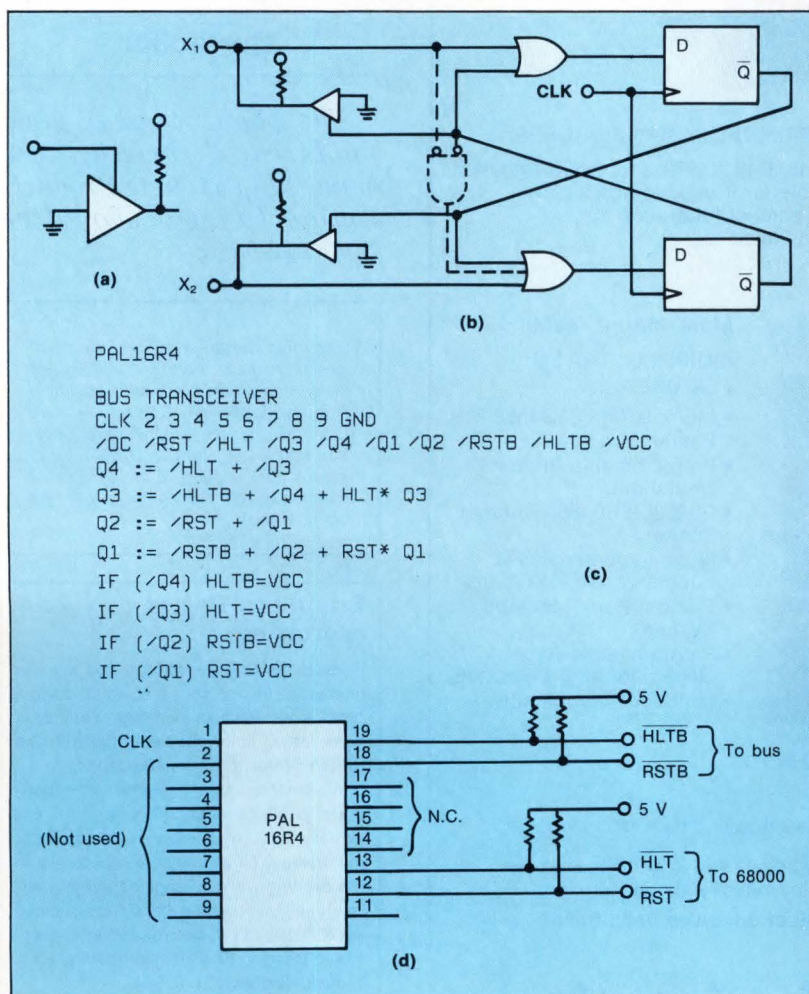 X1
D
Q̅
CLK
(a)
X2
D
Q̅
(b)
PAL16R4
BUS TRANSCEIVER
CLK 2 3 4 5 6 7 8 9 GND
/OC /RST /HLT /Q3 /Q4 /Q1 /Q2 /RSTB /HLTB /VCC
Q4 := /HLT + /Q3
Q3 := /HLTB + /Q4 + HLT* Q3
Q2 := /RST + /Q1
Q1 := /RSTB + /Q2 + RST* Q1
(c)
IF (/Q4) HLTB=VCC
IF (/Q3) HLT=VCC
IF (/Q2) RSTB=VCC
IF (/Q1) RST=VCC
CLK
(Not used)
1
2
3
4
5
6
7
8
9
PAL
16R4
19
18
17
16
15
14
13
12
11
N.C.
5 V
H̅L̅T̅B̅
R̅S̅T̅B̅
To bus
5 V
H̅L̅T̅
R̅S̅T̅
To 68000
(d)